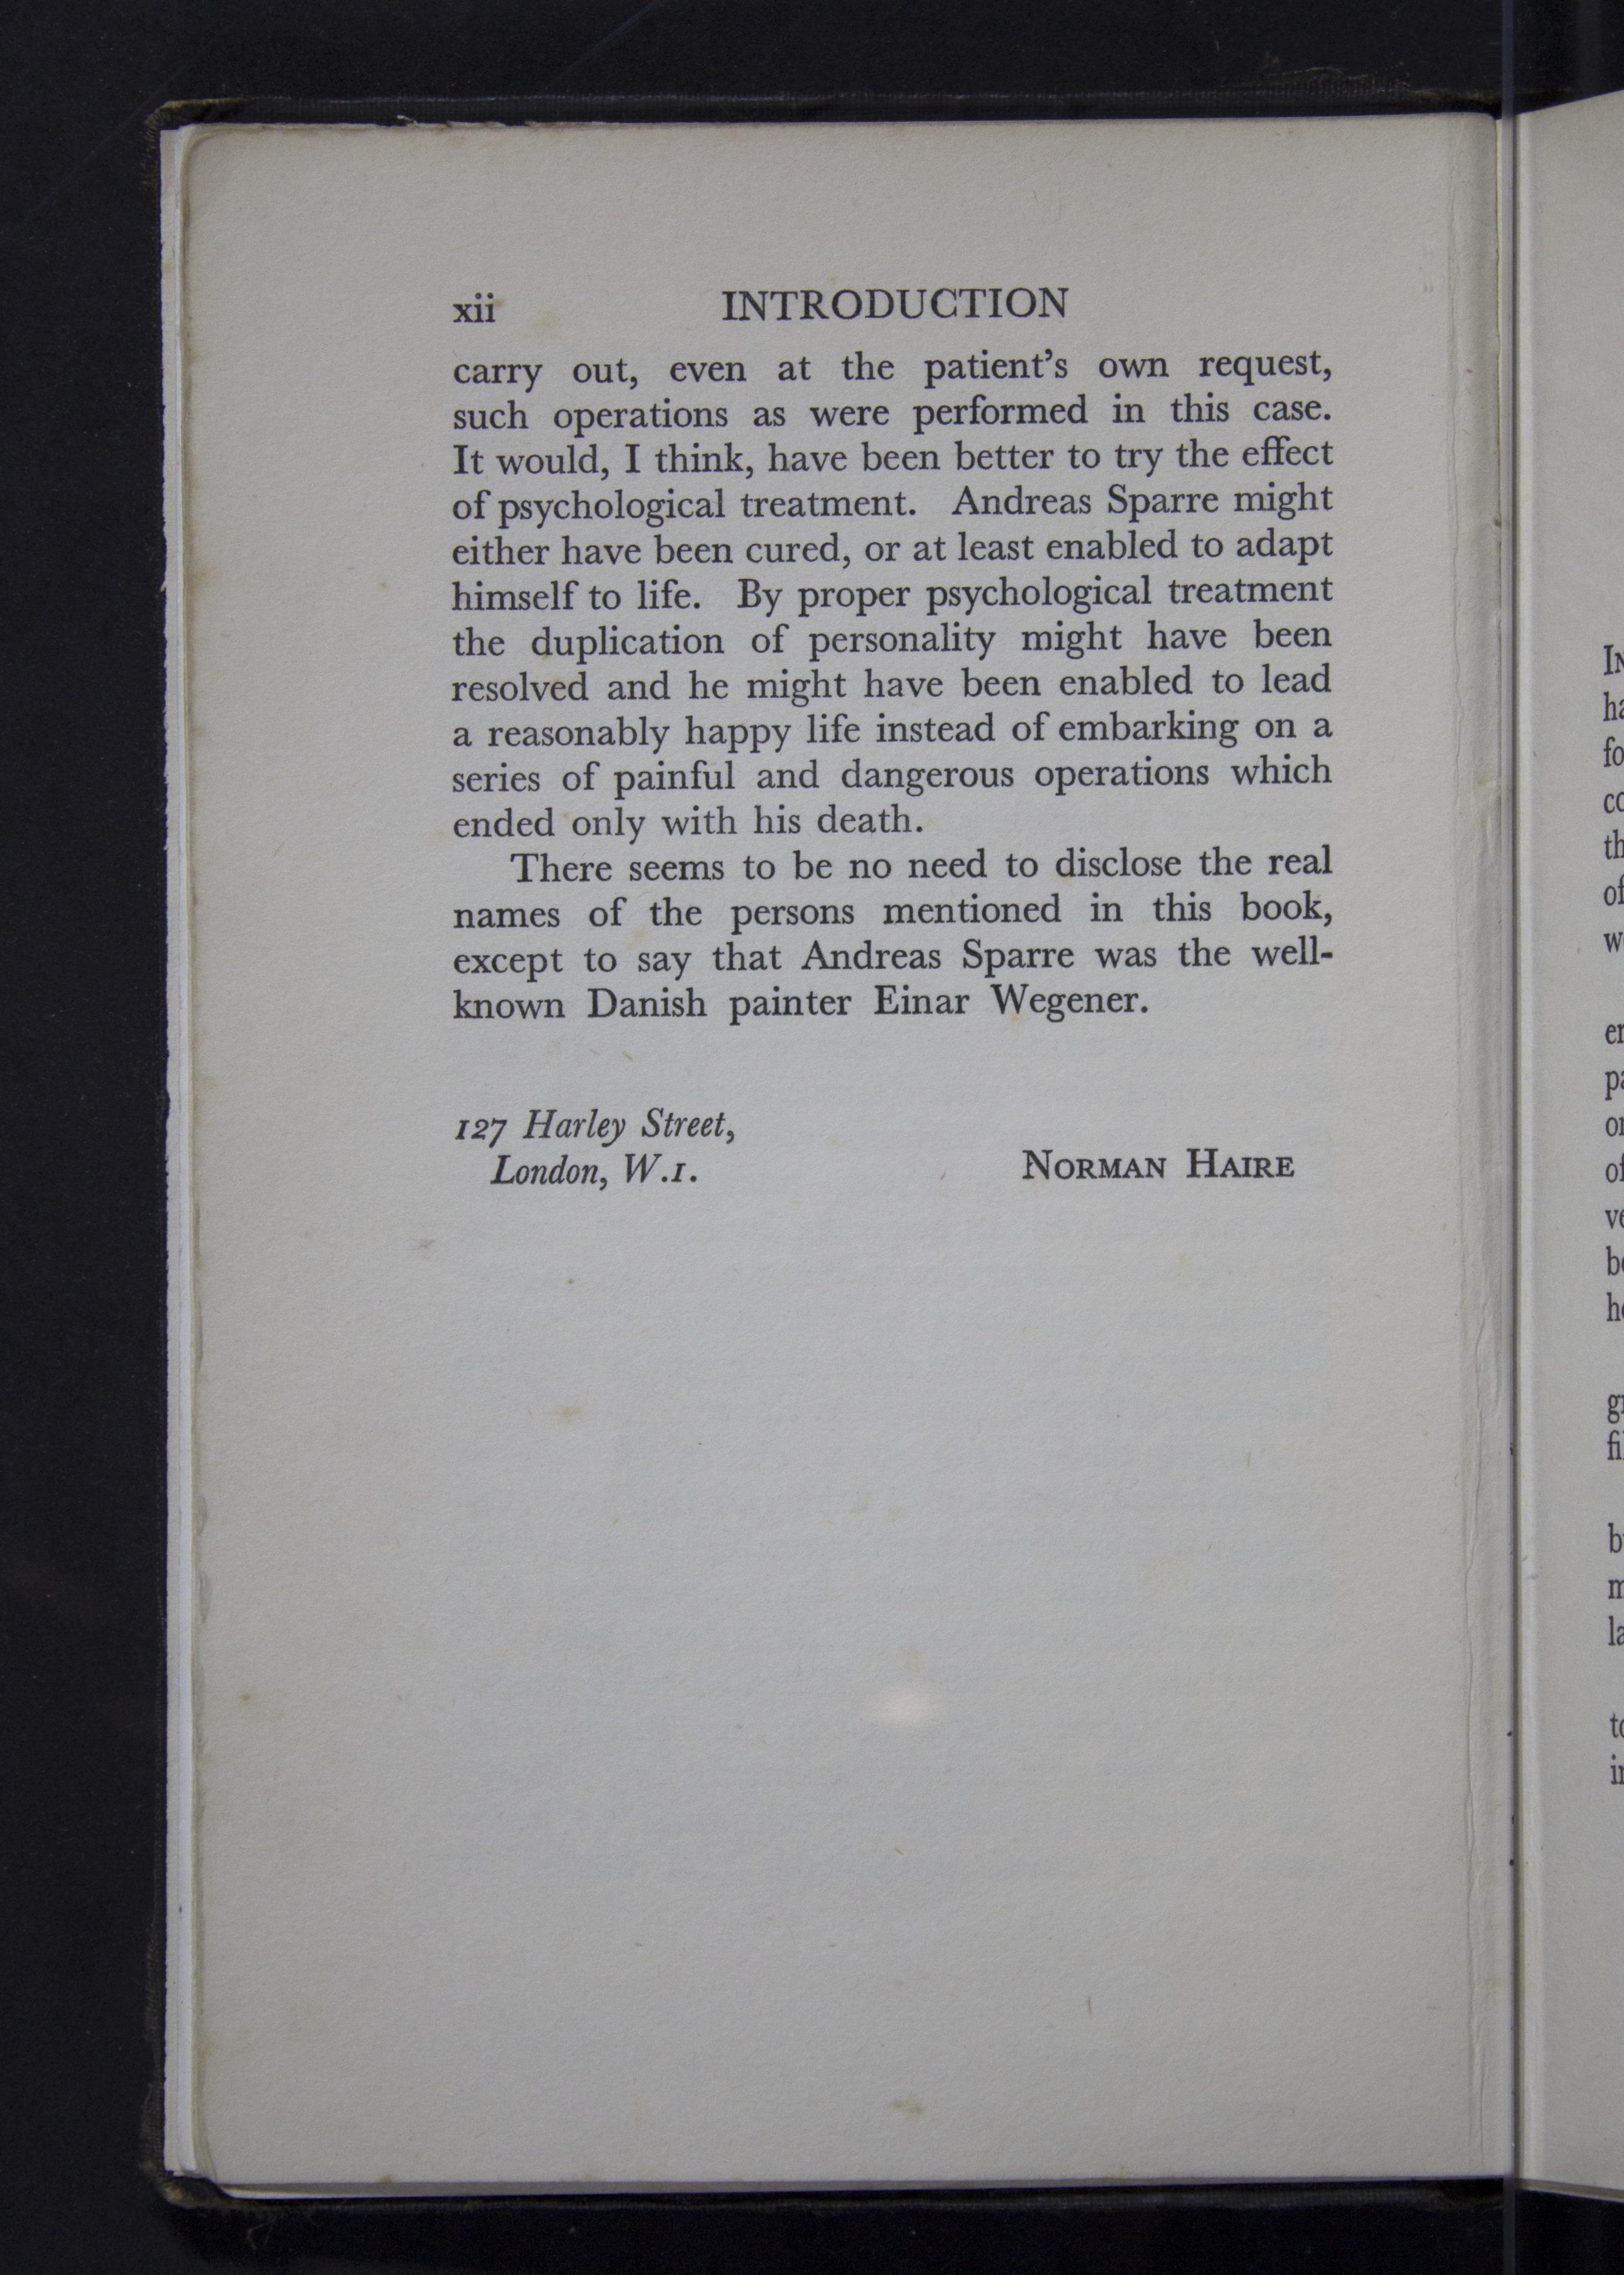 xii INTRODUCTION
carry out, even at the patient's own request,
such operations as were performed in this case.
It would, I think, have been better to try the effect
of psychological treatment. Andreas Sparre might
either have been cured, or at least enabled to adapt
himself to life. By proper psychological treatment
the duplication of personality might have been
resolved and he might have been enabled to lead
a reasonably happy life instead of embarking on a
series of painful and dangerous operations which
ended only with his death.
There seems to be no need to disclose the real
names of the persons mentioned in this book,
except to say that Andreas Sparre was the well-
known Danish painter Einar Wegener.
127 Harley Street,
London, W.1.
NORMAN HAIRE